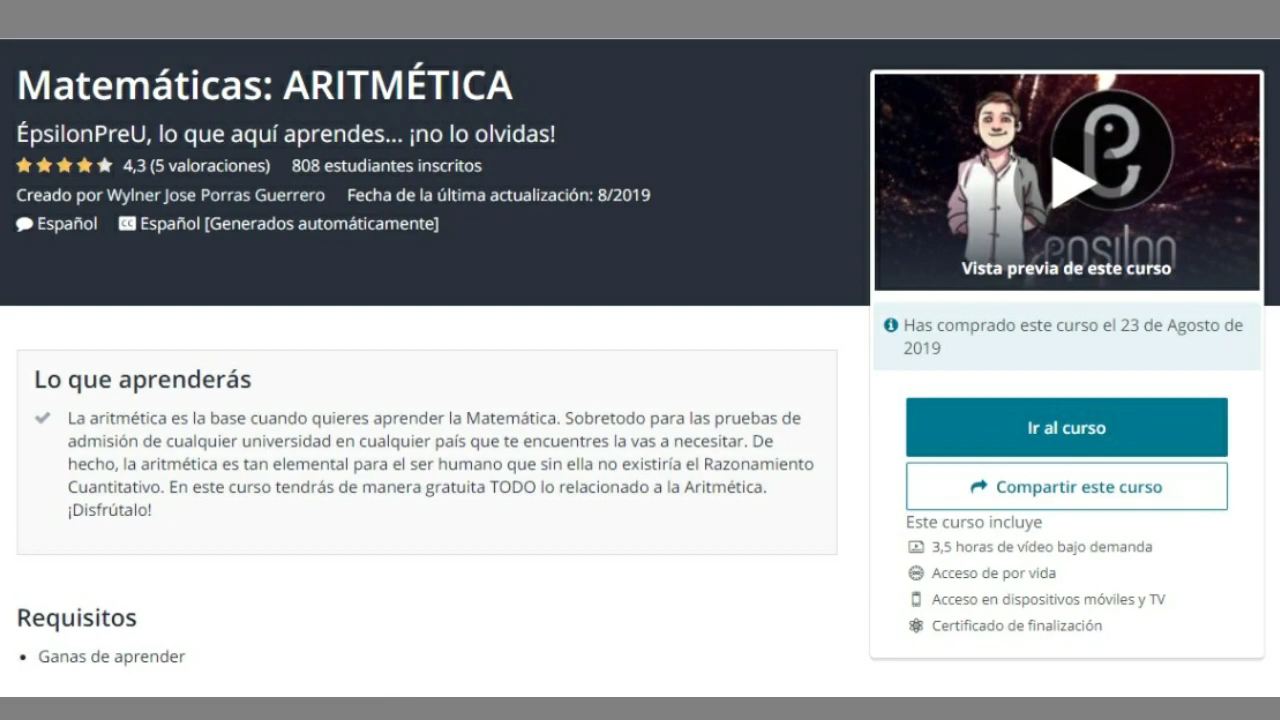 Matemáticas: ARITMÉTICA
ÉpsilonPreU, lo que aquí aprendes... ¡no lo olvidas!
4,3 (5 valoraciones) 808 estudiantes inscritos
Creado por Wylner Jose Porras Guerrero Fecha de la última actualización: 8/2019
Español CC Español [Generados automáticamente]
epsilon
Vista previa de este curso
Has comprado este curso el 23 de Agosto de
2019
Ir al curso
Compartir este curso
Este curso incluye
3,5 horas de vídeo bajo demanda
Acceso de por vida
Acceso en dispositivos móviles y TV
Certificado de finalización
Lo que aprenderás
La aritmética es la base cuando quieres aprender la Matemática. Sobretodo para las pruebas de
admisión de cualquier universidad en cualquier país que te encuentres la vas a necesitar. De
hecho, la aritmética es tan elemental para el ser humano que sin ella no existiría el Razonamiento
Cuantitativo. En este curso tendrás de manera gratuita TODO lo relacionado a la Aritmética.
¡Disfrútalo!
Requisitos
• Ganas de aprender